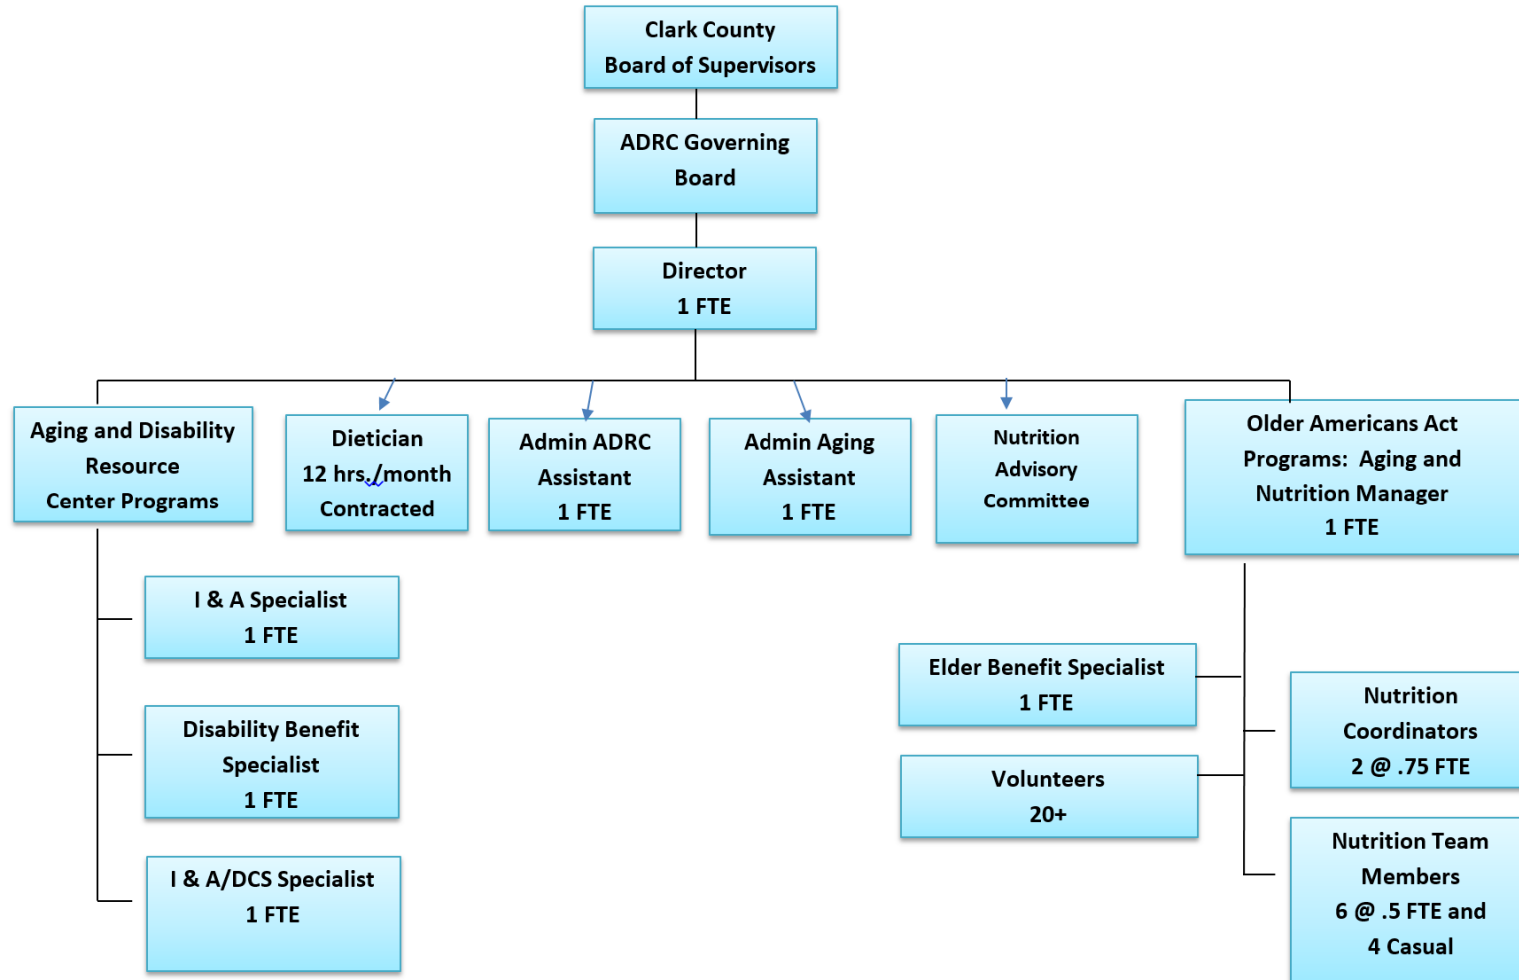 Clark County
Board of Supervisors
ADRC Governing
Board
Director
1 FTE
Aging and Disability
Resource
Center Programs
Dietician
12 hrs./month
Contracted
Admin ADRC
Assistant
1 FTE
Admin Aging
Assistant
1 FTE
Nutrition
Advisory
Committee
Older Americans Act
Programs: Aging and
Nutrition Manager
1 FTE
I & A Specialist
1 FTE
Disability Benefit
Specialist
1 FTE
I & A/DCS Specialist
1 FTE
Elder Benefit Specialist
1 FTE
Volunteers
20+
Nutrition
Coordinators
2 @ .75 FTE
Nutrition Team
Members
6 @ .5 FTE and
4 Casual